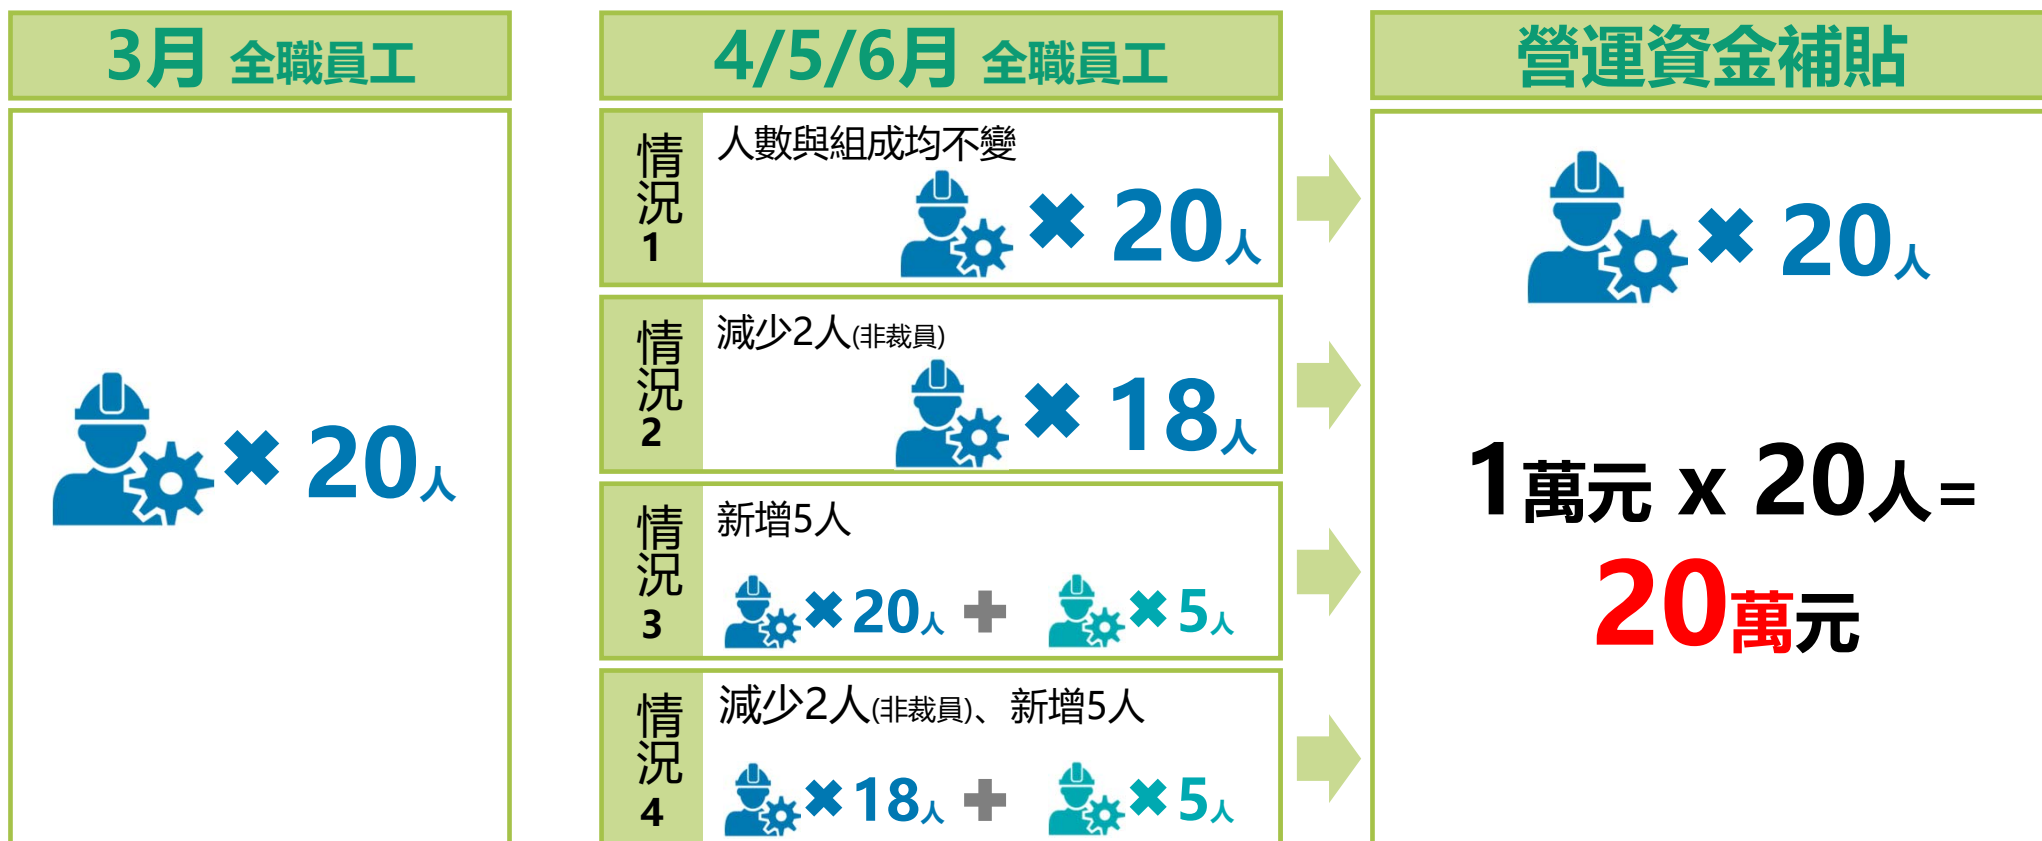 3月 全職員工
✖ 20人
4/5/6月 全職員工
情況1
人數與組成均不變
✖ 20人
情況2
減少2人(非裁員)
✖ 18人
情況3
新增5人
✖ 20人 ✚ ✖ 5人
情況4
減少2人(非裁員)、新增5人
✖ 18人 ✚ ✖ 5人
營運資金補貼
✖ 20人
1萬元 x 20人=
20萬元